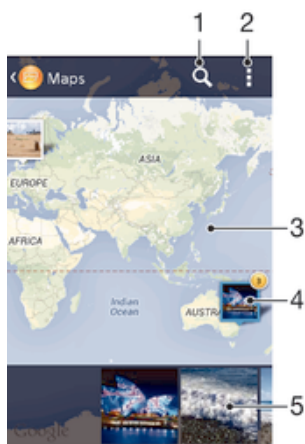 1 2
Maps
ASIA
EUROPE
3
AFRICA
3
4
Indian
Ocean
AUSTRA
Google
5